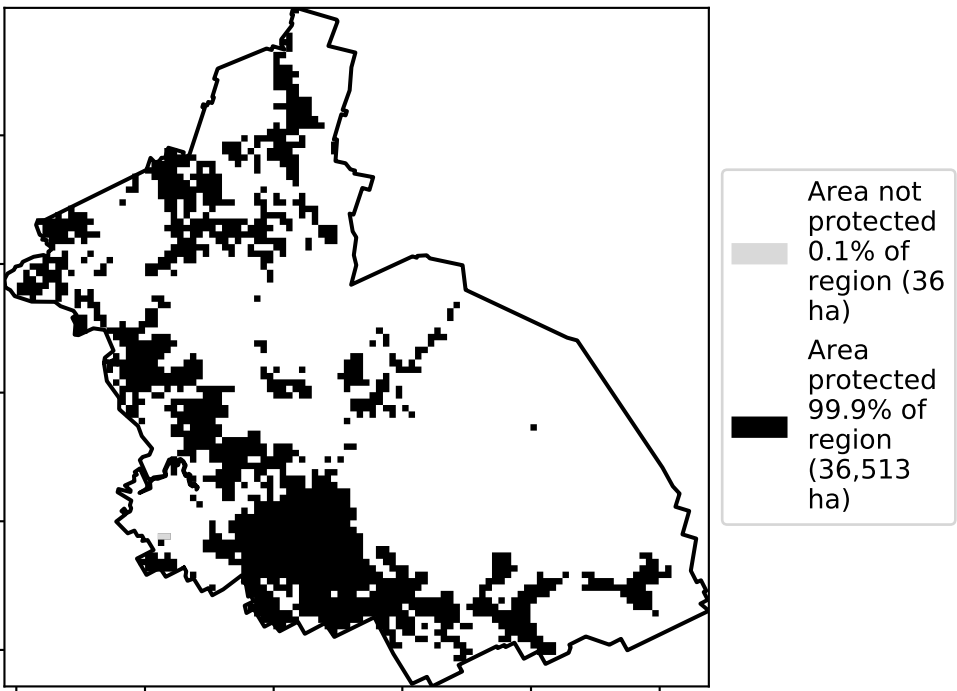 Area not
protected
0.1% of
region (36
ha)
Area
protected
99.9% of
region
(36,513
ha)